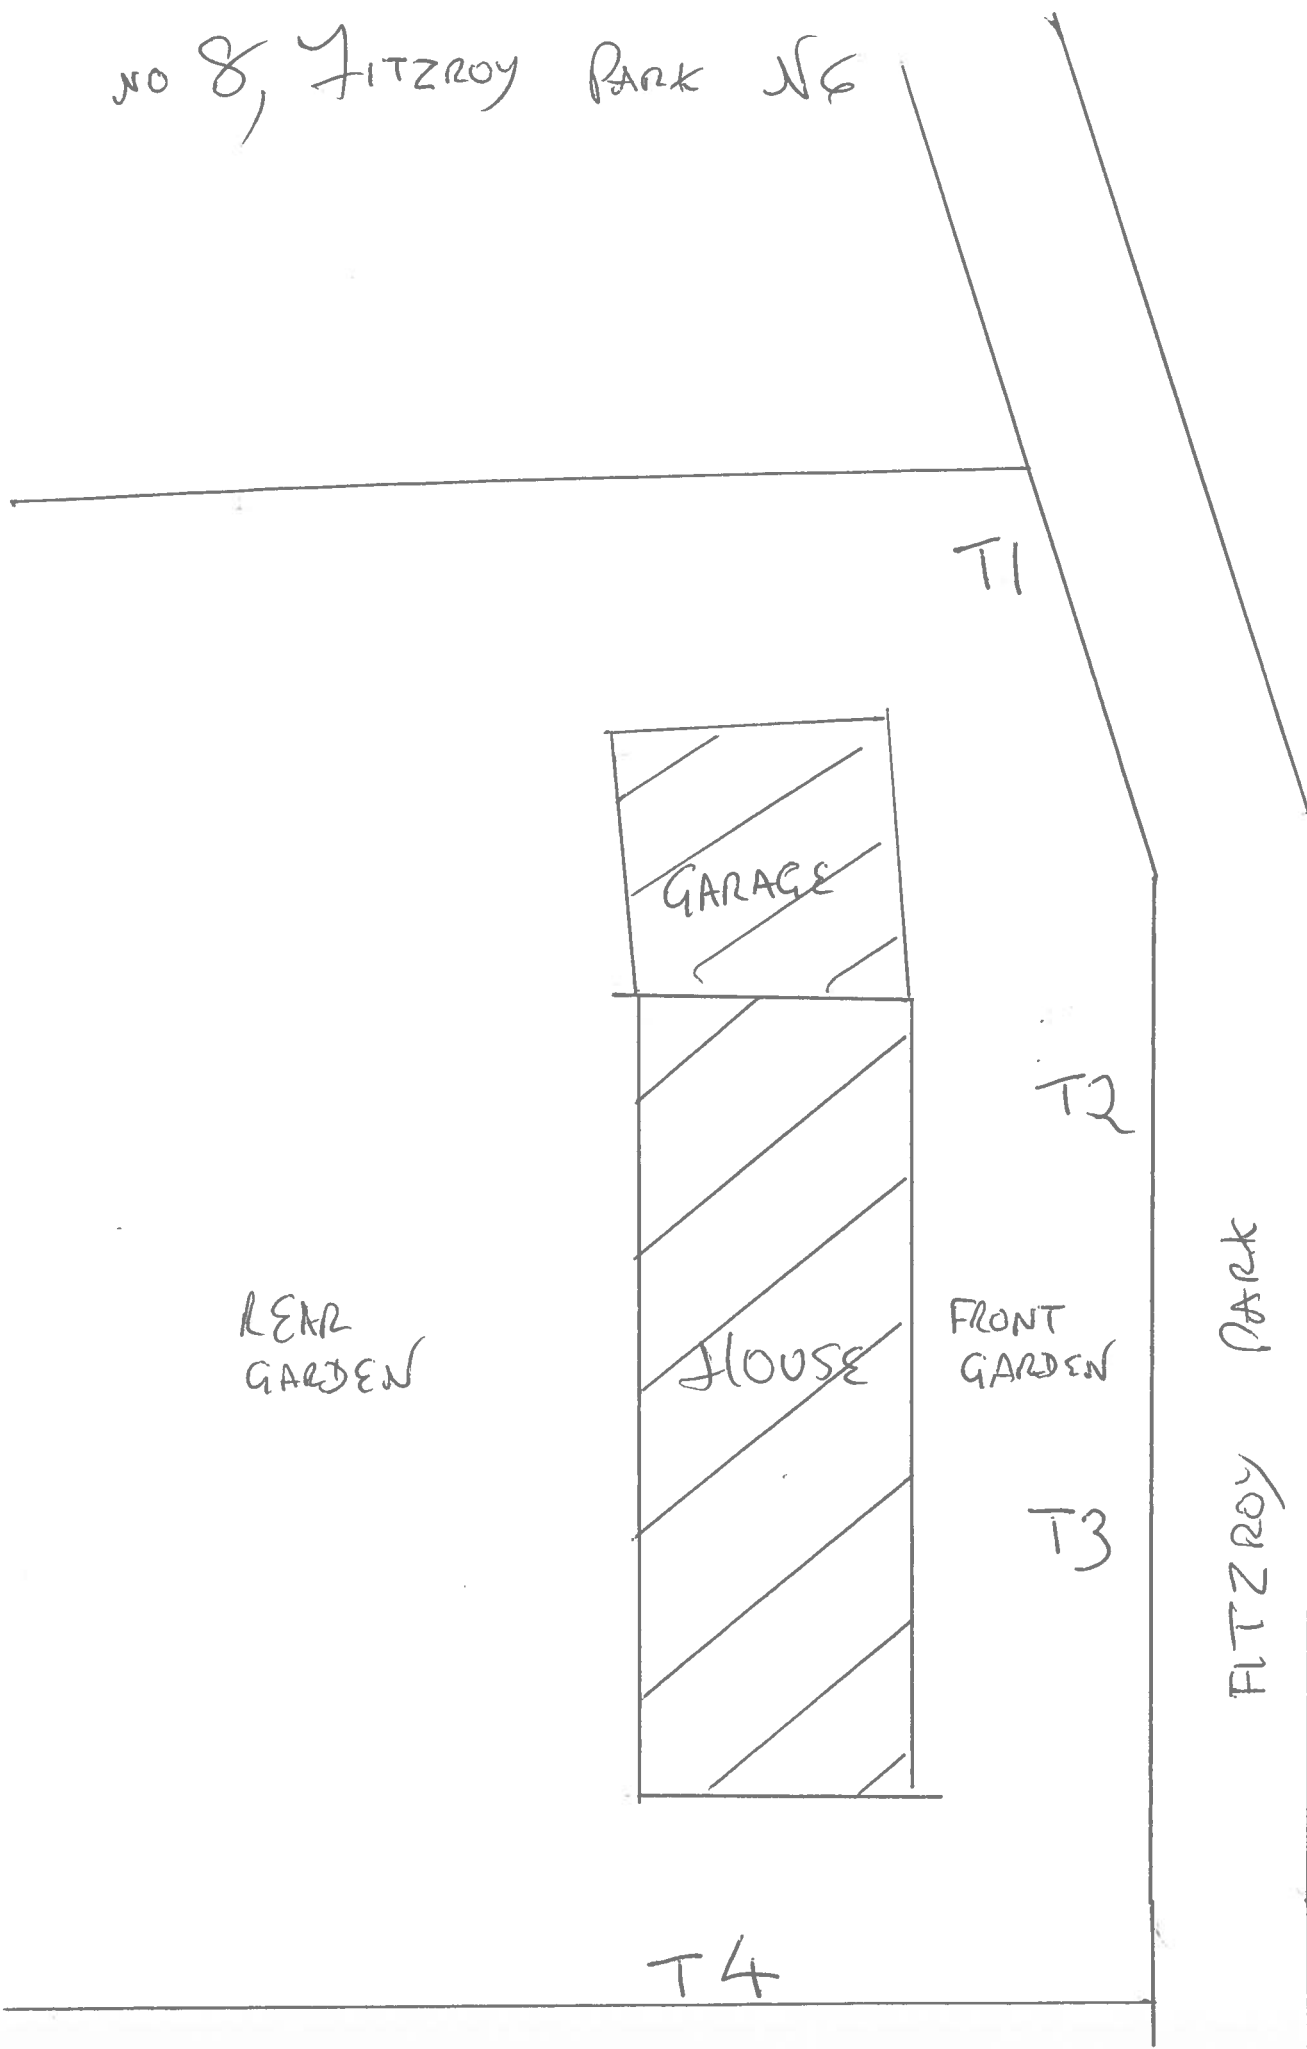 NO 8, FITZROY PARK N6
T1
GARAGE
T2
REAR
GARDEN
HOUSE
FRONT
GARDEN
T3
FITZROY PARK
T4